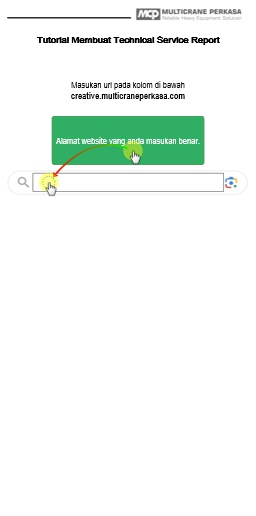 MCP MULTICRANE PERKASA
Reliable Heavy Equipment Solution
Tutorial Membuat Technical Service Report
Masukan url pada kolom di bawah
creative.multicraneperkasa.com
Alamat website yang anda masukan benar.